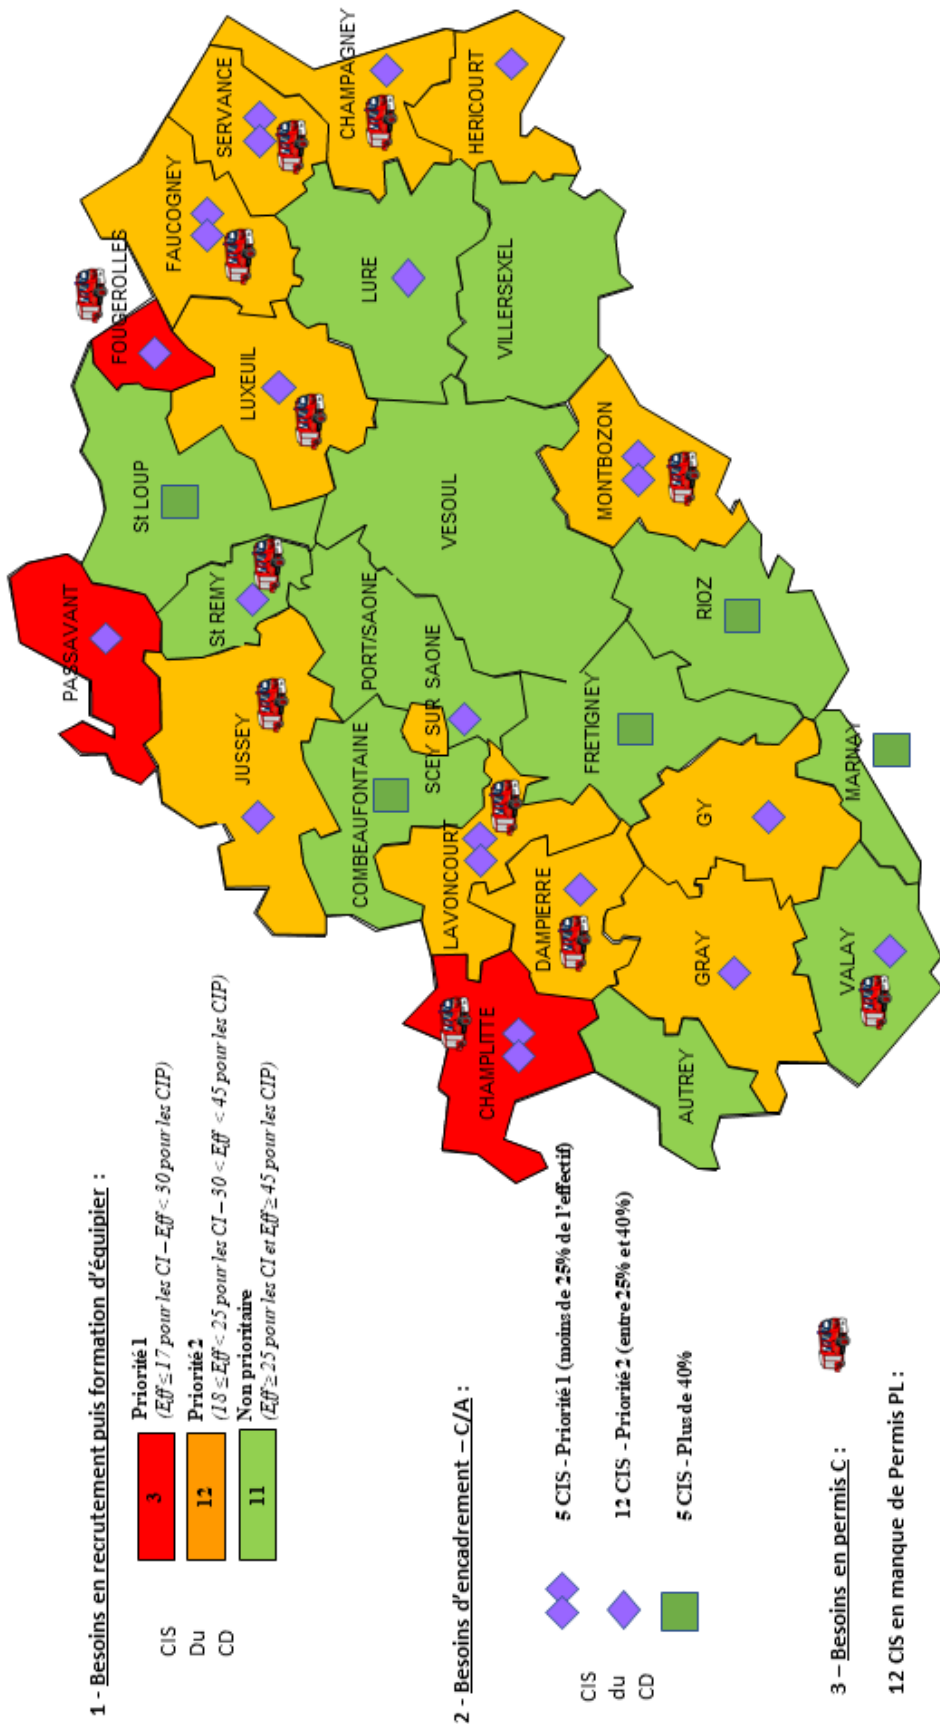 1 - Besoins en recrutement puis formation d'équipier :
CIS
Du
CD
3
Priorité 1
(Eff ≤ 17 pour les CI – Eff < 30 pour les CIP)
12
Priorité 2
(18 ≤ Eff < 25 pour les CI – 30 < Eff < 45 pour les CIP)
11
Non prioritaire
(Eff ≥ 25 pour les CI et Eff ≥ 45 pour les CIP)
2 - Besoins d'encadrement – C/A :
CIS
du
CD
5 CIS - Priorité 1 (moins de 25% de l'effectif)
12 CIS - Priorité 2 (entre 25% et 40%)
5 CIS - Plus de 40%
3 – Besoins en permis C :
12 CIS en manque de Permis PL :
PASSAVANT
FOUGEROLLES
St LOUP
FAUCOGNEY
SERVANCE
JUSSEY
St REMY
LUXEUIL
CHAMPAGNEY
COMBEAUFONTAINE
PORT/SAONE
LURE
SCEY SUR SAONE
VESOUL
HERICOURT
LAVONCOURT
VILLERSEXEL
CHAMPLITTE
DAMPIERRE
FRETIGNEY
MONTBOZON
AUTREY
GRAY
GY
RIOZ
VALAY
MARNAY